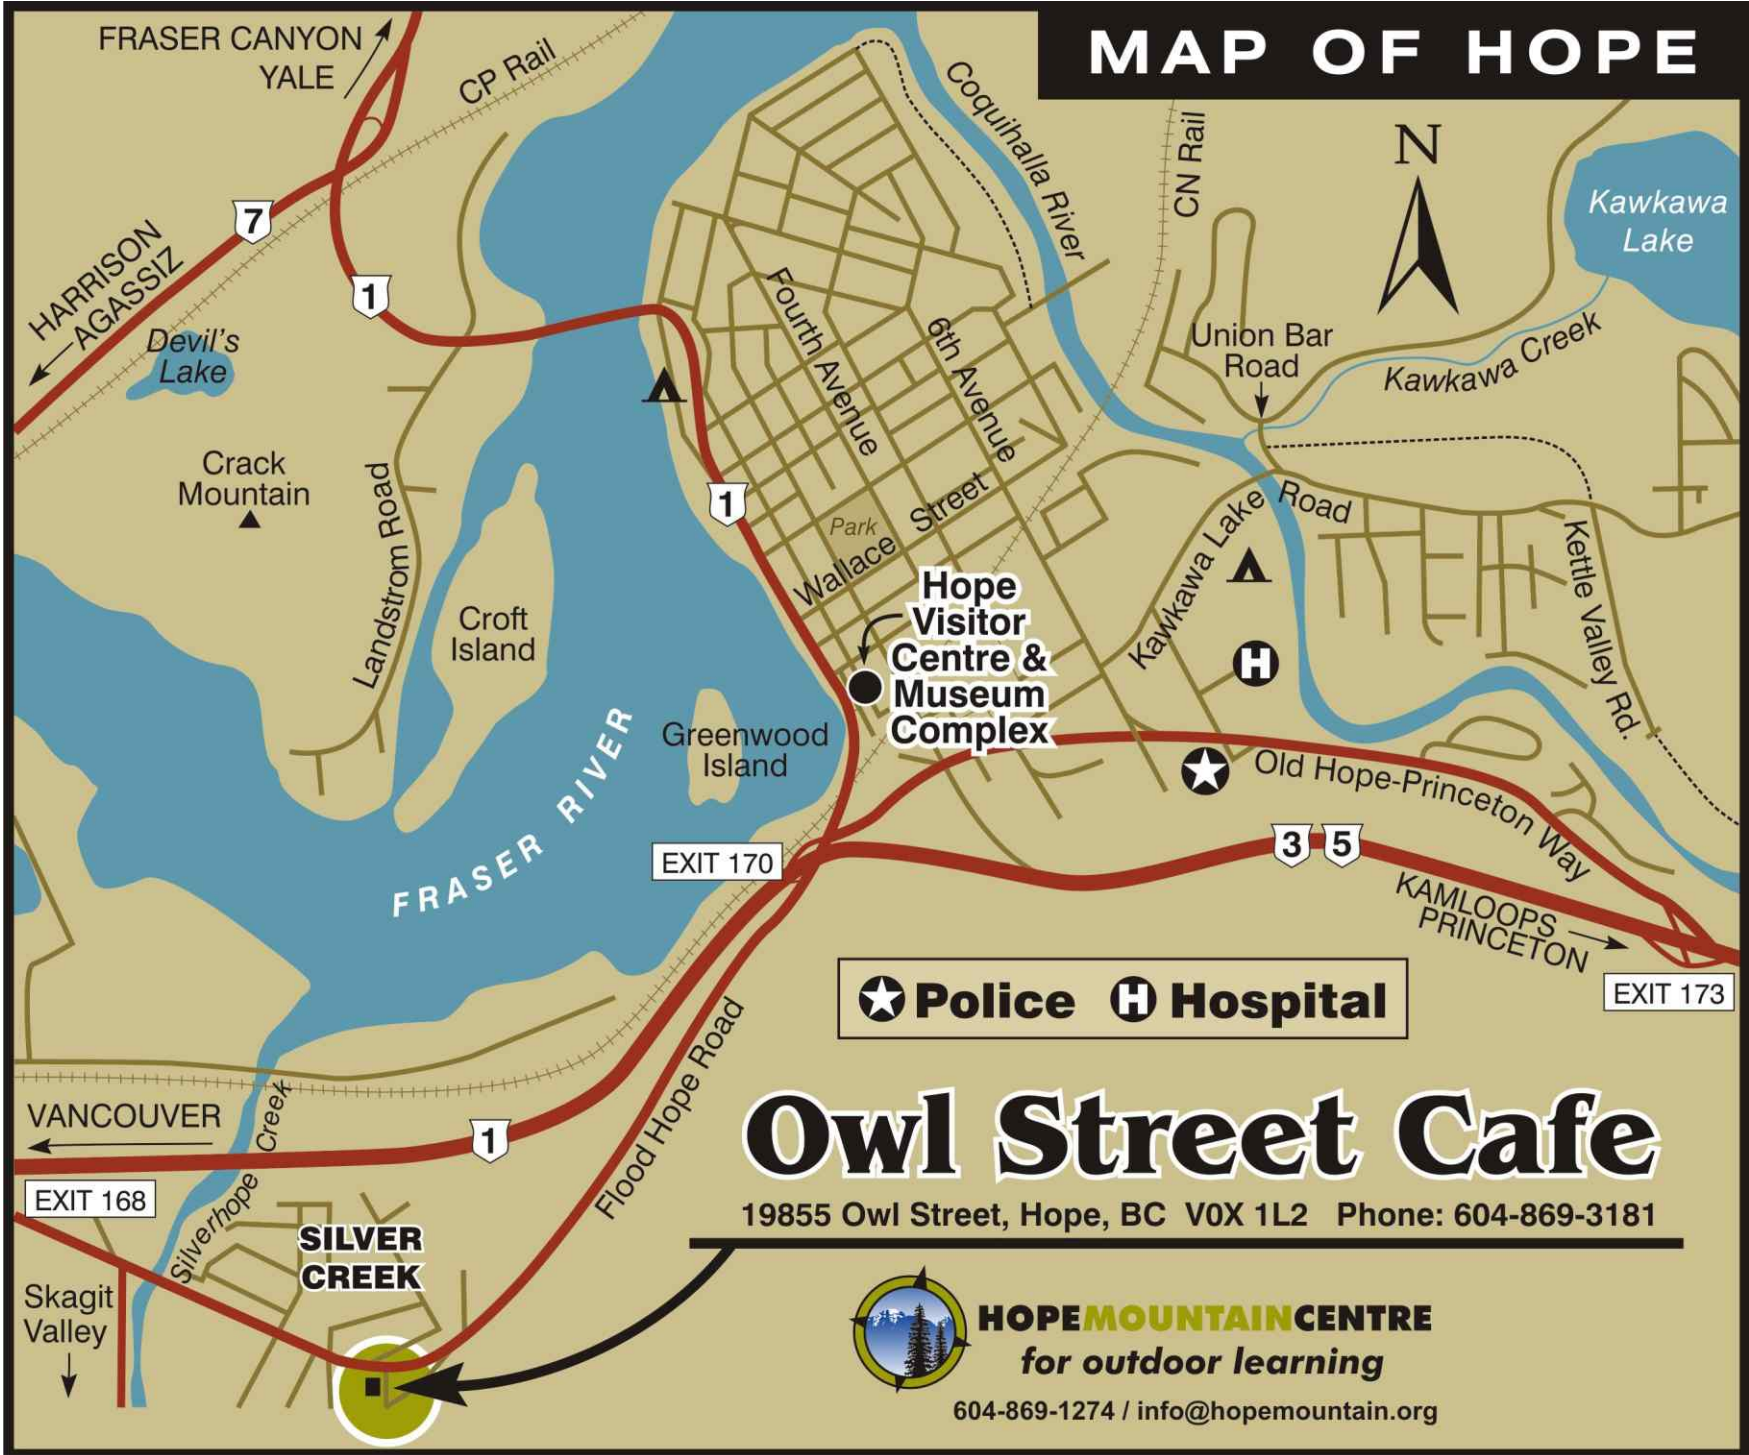 MAP OF HOPE
FRASER CANYON
YALE
CP Rail
Coquihalla River
CN Rail
N
Kawkawa
Lake
7
HARRISON
AGASSIZ
1
Devil's
Lake
Fourth Avenue
6th Avenue
Union Bar
Road
Kawkawa Creek
Crack
Mountain
Landstrom Road
1
Park
Wallace Street
Kawkawa Lake Road
Kettle Valley Rd.
Croft
Island
Hope
Visitor
Centre &
Museum
Complex
H
Greenwood
Island
FRASER RIVER
Old Hope-Princeton Way
EXIT 170
3 5
KAMLOOPS
PRINCETON
EXIT 173
Police H Hospital
Flood Hope Road
VANCOUVER
1
Silverhope Creek
EXIT 168
SILVER
CREEK
Skagit
Valley
Owl Street Cafe
19855 Owl Street, Hope, BC V0X 1L2 Phone: 604-869-3181
HOPEMOUNTAINCENTRE
for outdoor learning
604-869-1274 / info@hopemountain.org